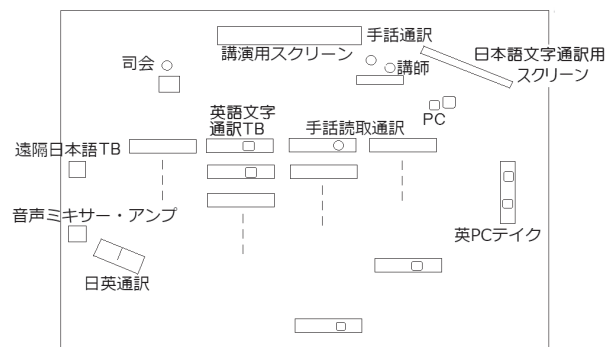 手話通訳
講演用スクリーン
日本語文字通訳用
スクリーン
司会
講師
PC
英語文字
通訳TB
手話読取通訳
遠隔日本語TB
音声ミキサー・アンプ
英PCテイク
日英通訳